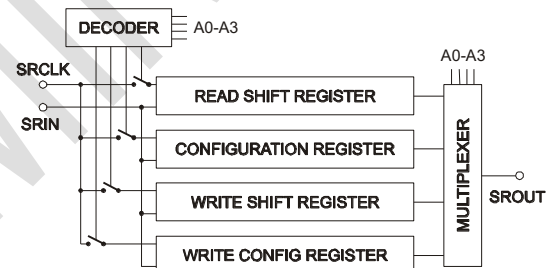 DECODER
A0-A3
SRCLK
A0-A3
READ SHIFT REGISTER
SRIN
CONFIGURATION REGISTER
MULTIPLEXER
SROUT
WRITE SHIFT REGISTER
WRITE CONFIG REGISTER